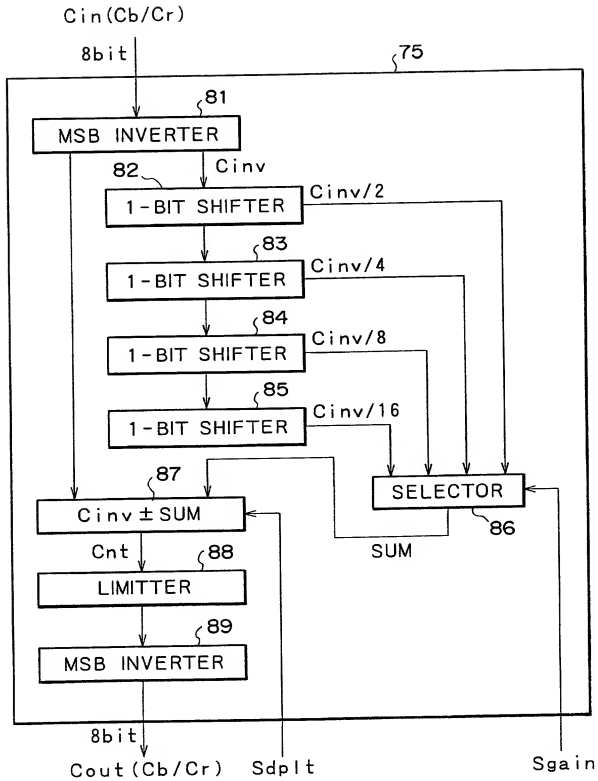 Cin(Cb/Cr)
8bit
75
81
MSB INVERTER
Cinv
82
1-BIT SHIFTER
Cinv/2
83
1-BIT SHIFTER
Cinv/4
84
1-BIT SHIFTER
Cinv/8
85
1-BIT SHIFTER
Cinv/16
87
Cinv±SUM
SELECTOR
86
SUM
Cnt
88
LIMITTER
89
MSB INVERTER
8bit
Cout(Cb/Cr)
Sdplt
Sgain